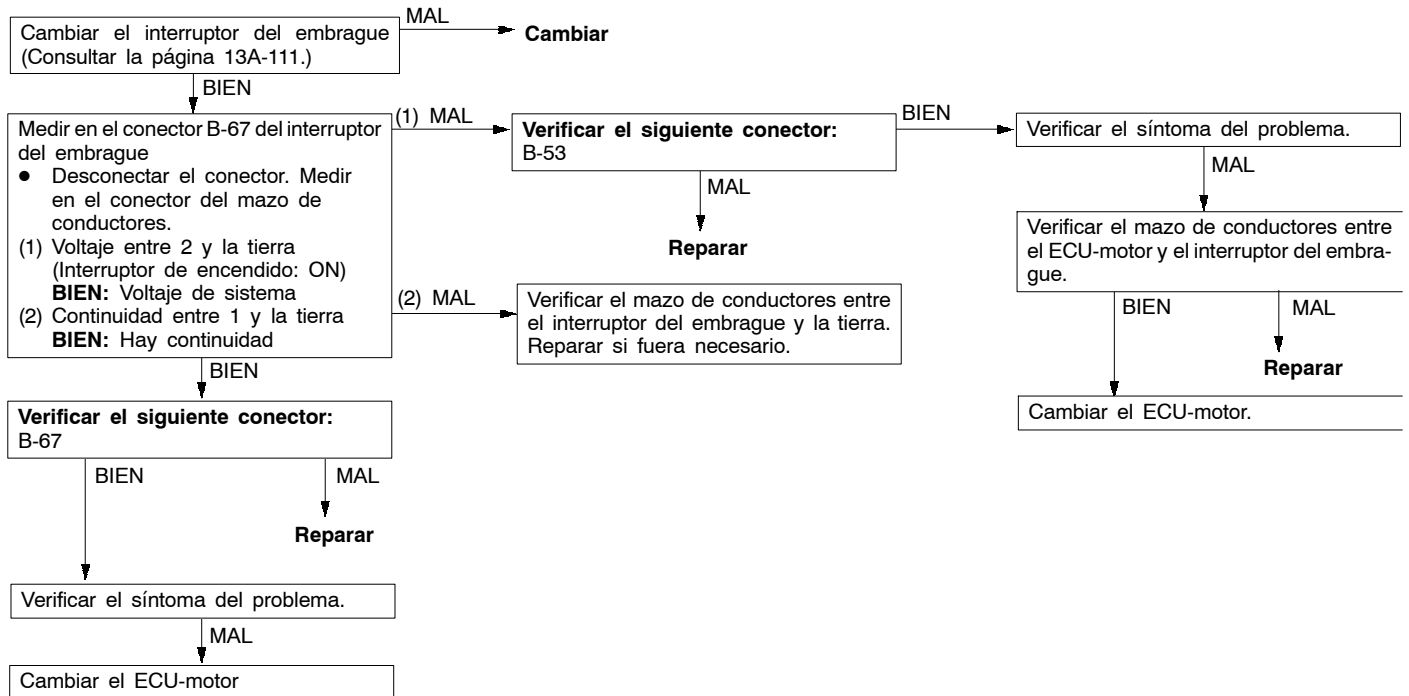 Cambiar el interruptor del embrague
(Consultar la página 13A-111.)
MAL
Cambiar
BIEN
Medir en el conector B-67 del interruptor
del embrague
● Desconectar el conector. Medir
en el conector del mazo de
conductores.
(1) Voltaje entre 2 y la tierra
(Interruptor de encendido: ON)
BIEN: Voltaje de sistema
(2) Continuidad entre 1 y la tierra
BIEN: Hay continuidad
(1) MAL
Verificar el siguiente conector:
B-53
BIEN
Verificar el síntoma del problema.
MAL
Reparar
MAL
Verificar el mazo de conductores entre
el ECU-motor y el interruptor del embra-
gue.
(2) MAL
Verificar el mazo de conductores entre
el interruptor del embrague y la tierra.
Reparar si fuera necesario.
BIEN
MAL
Reparar
Cambiar el ECU-motor.
BIEN
Verificar el siguiente conector:
B-67
BIEN
MAL
Reparar
Verificar el síntoma del problema.
MAL
Cambiar el ECU-motor